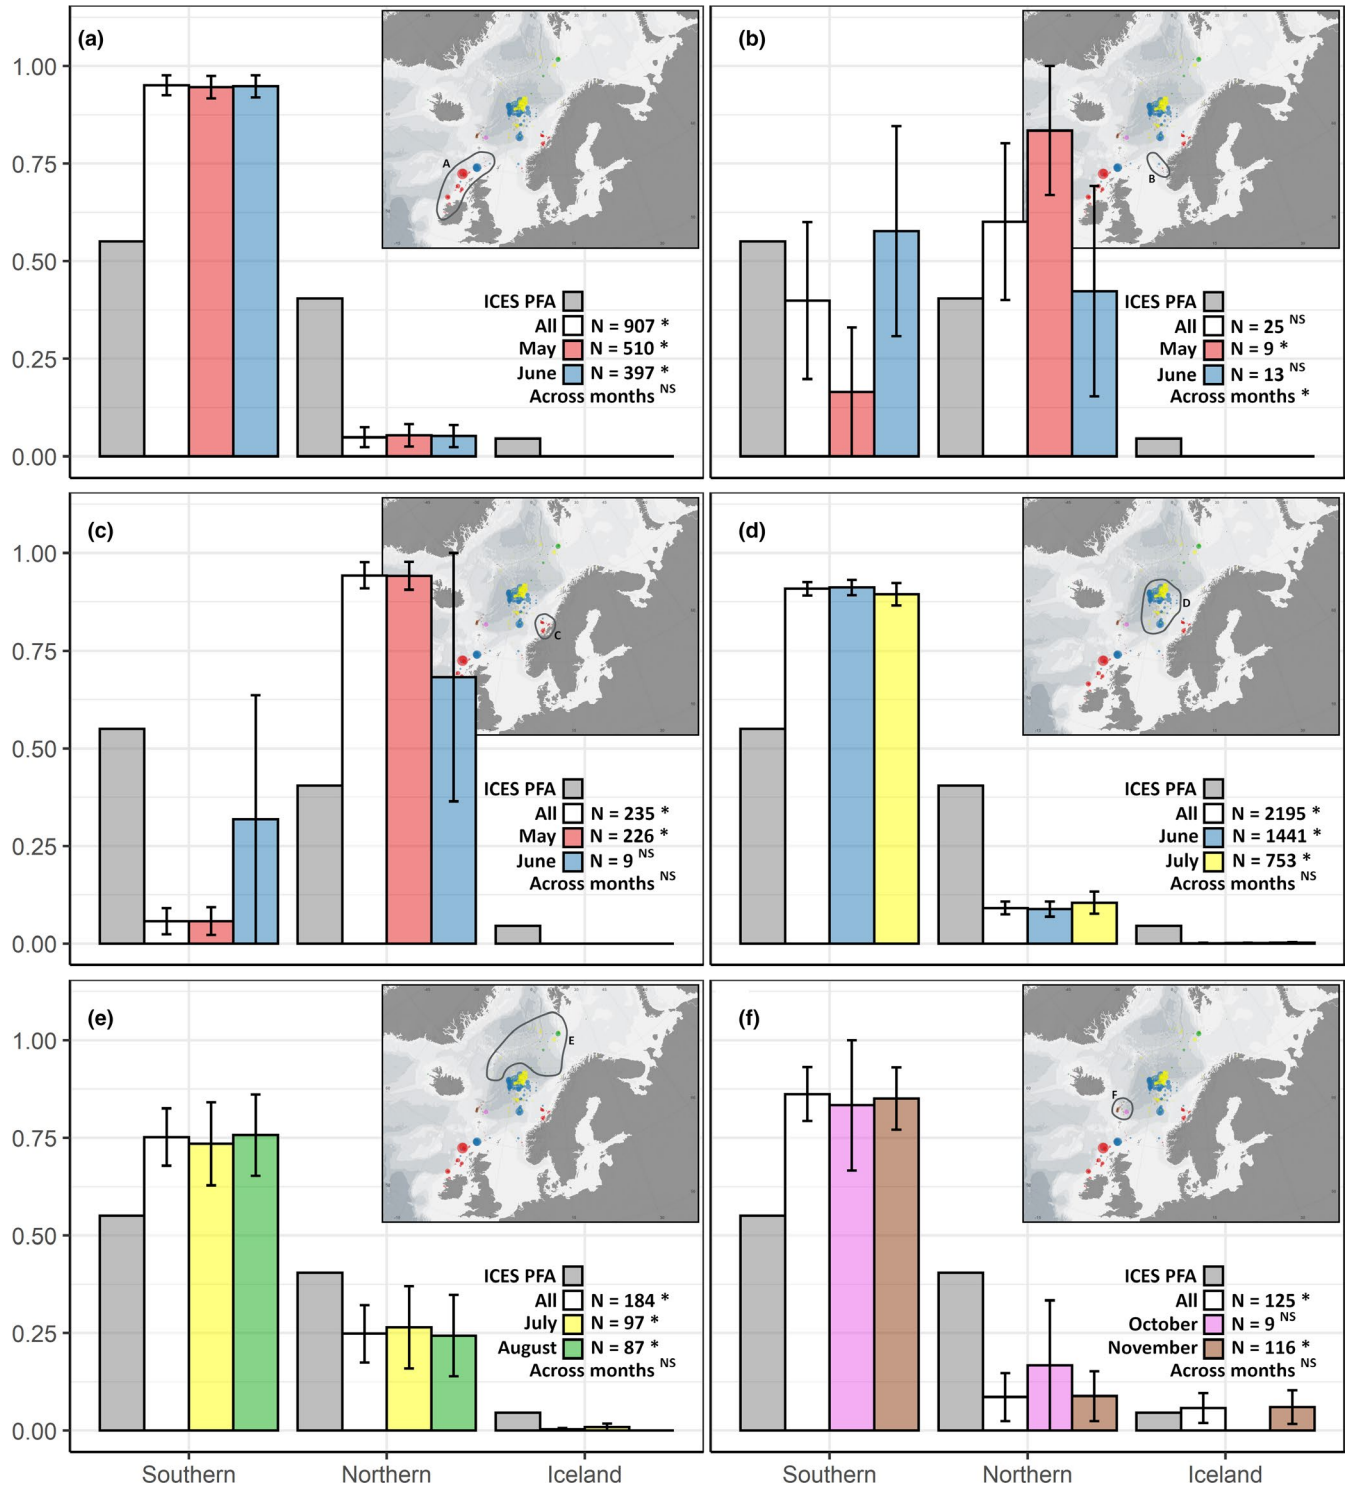 (a)
1.00
0.75
0.50
0.25
0.00
A
ICES PFA
All N = 907 *
May N = 510 *
June N = 397 *
Across months NS
(b)
B
ICES PFA
All N = 25 NS
May N = 9 *
June N = 13 NS
Across months *
(c)
1.00
0.75
0.50
0.25
0.00
C
ICES PFA
All N = 235 *
May N = 226 *
June N = 9 NS
Across months NS
(d)
D
ICES PFA
All N = 2195 *
June N = 1441 *
July N = 753 *
Across months NS
(e)
1.00
0.75
0.50
0.25
0.00
E
ICES PFA
All N = 184 *
July N = 97 *
August N = 87 *
Across months NS
Southern Northern Iceland
(f)
F
ICES PFA
All N = 125 *
October N = 9 NS
November N = 116 *
Across months NS
Southern Northern Iceland